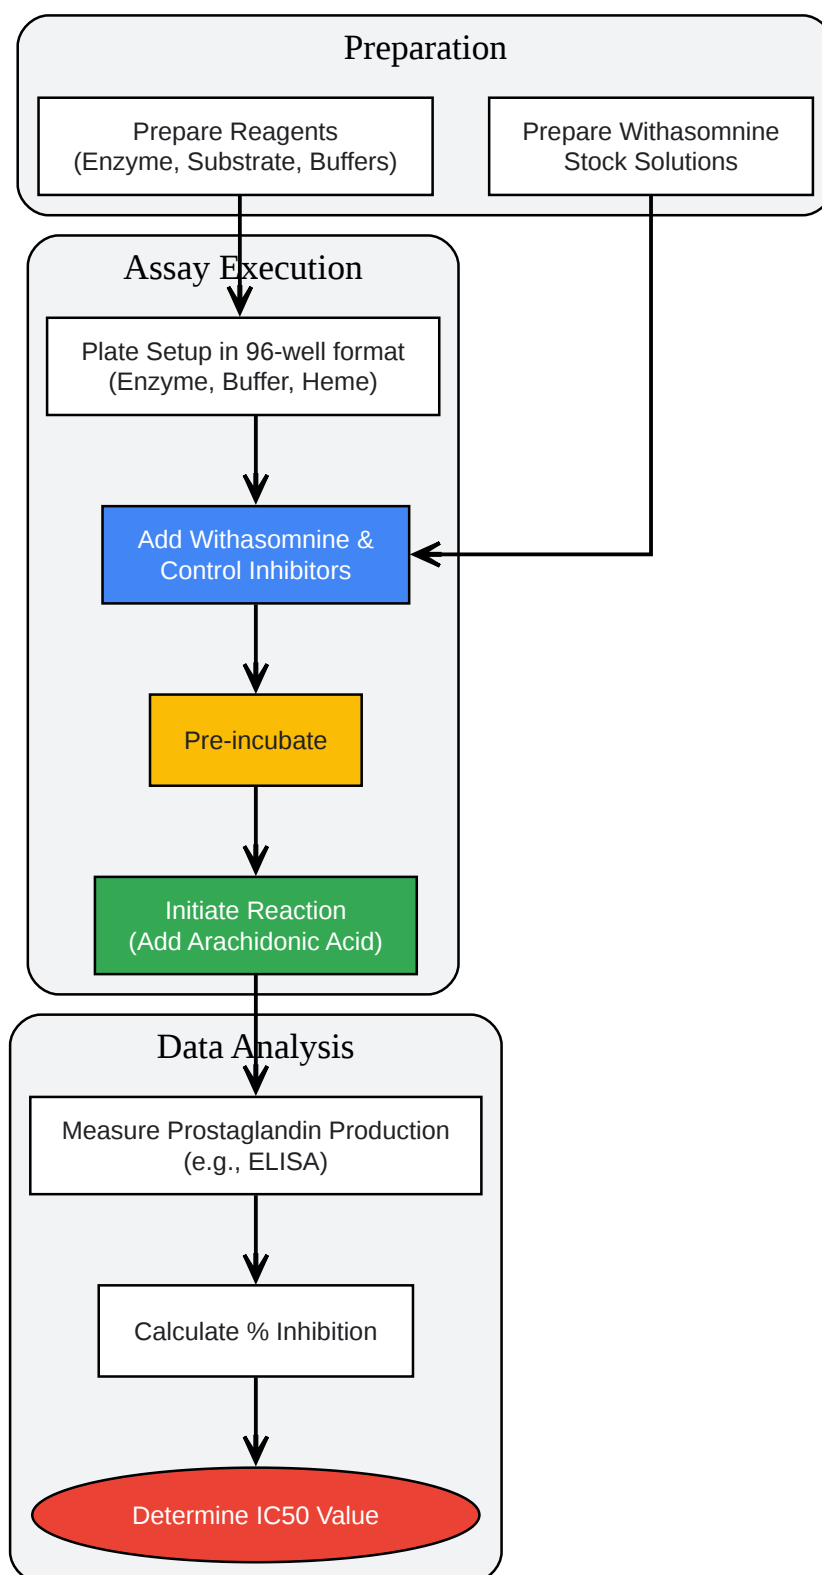 Preparation
Prepare Reagents
(Enzyme, Substrate, Buffers)
Prepare Withasomnine
Stock Solutions
Assay Execution
Plate Setup in 96-well format
(Enzyme, Buffer, Heme)
Add Withasomnine &
Control Inhibitors
Pre-incubate
Initiate Reaction
(Add Arachidonic Acid)
Data Analysis
Measure Prostaglandin Production
(e.g., ELISA)
Calculate % Inhibition
Determine IC50 Value